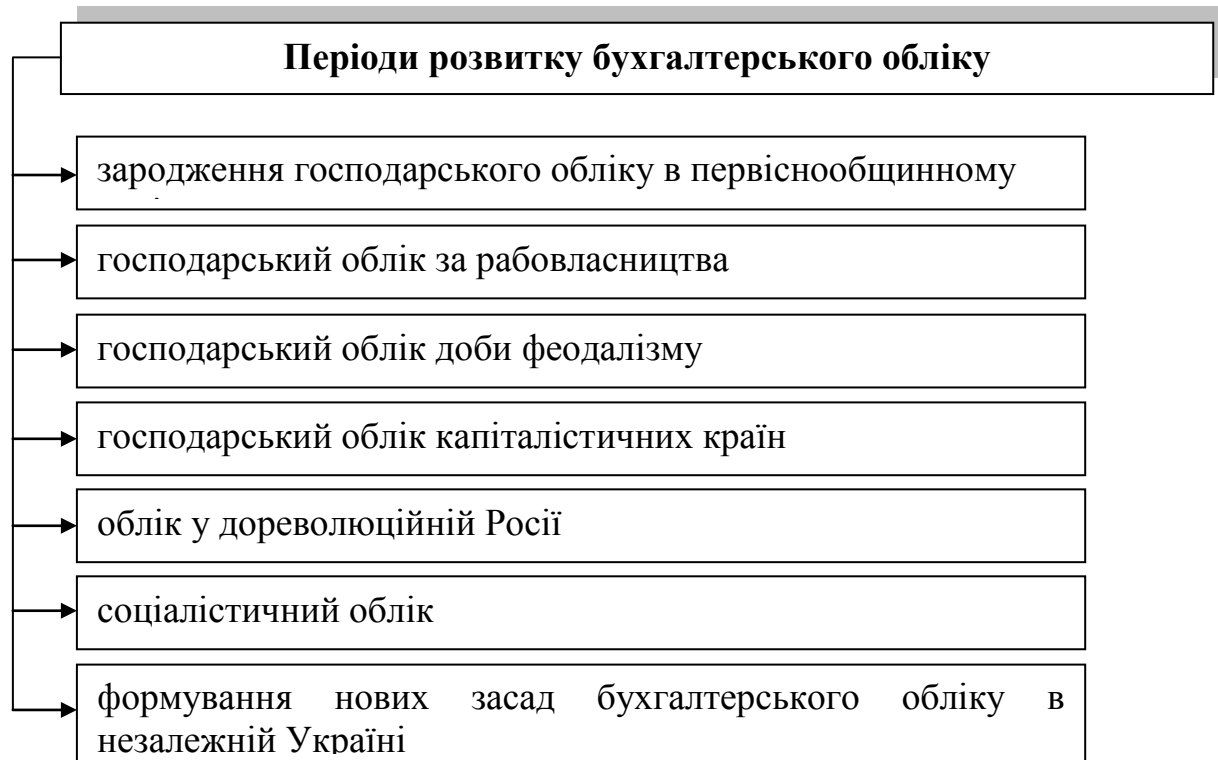 Періоди розвитку бухгалтерського обліку
зародження господарського обліку в первіснообщинному
господарський облік за рабовласництва
господарський облік доби феодалізму
господарський облік капіталістичних країн
облік у дореволюційній Росії
соціалістичний облік
формування нових засад бухгалтерського обліку в
незалежній Україні